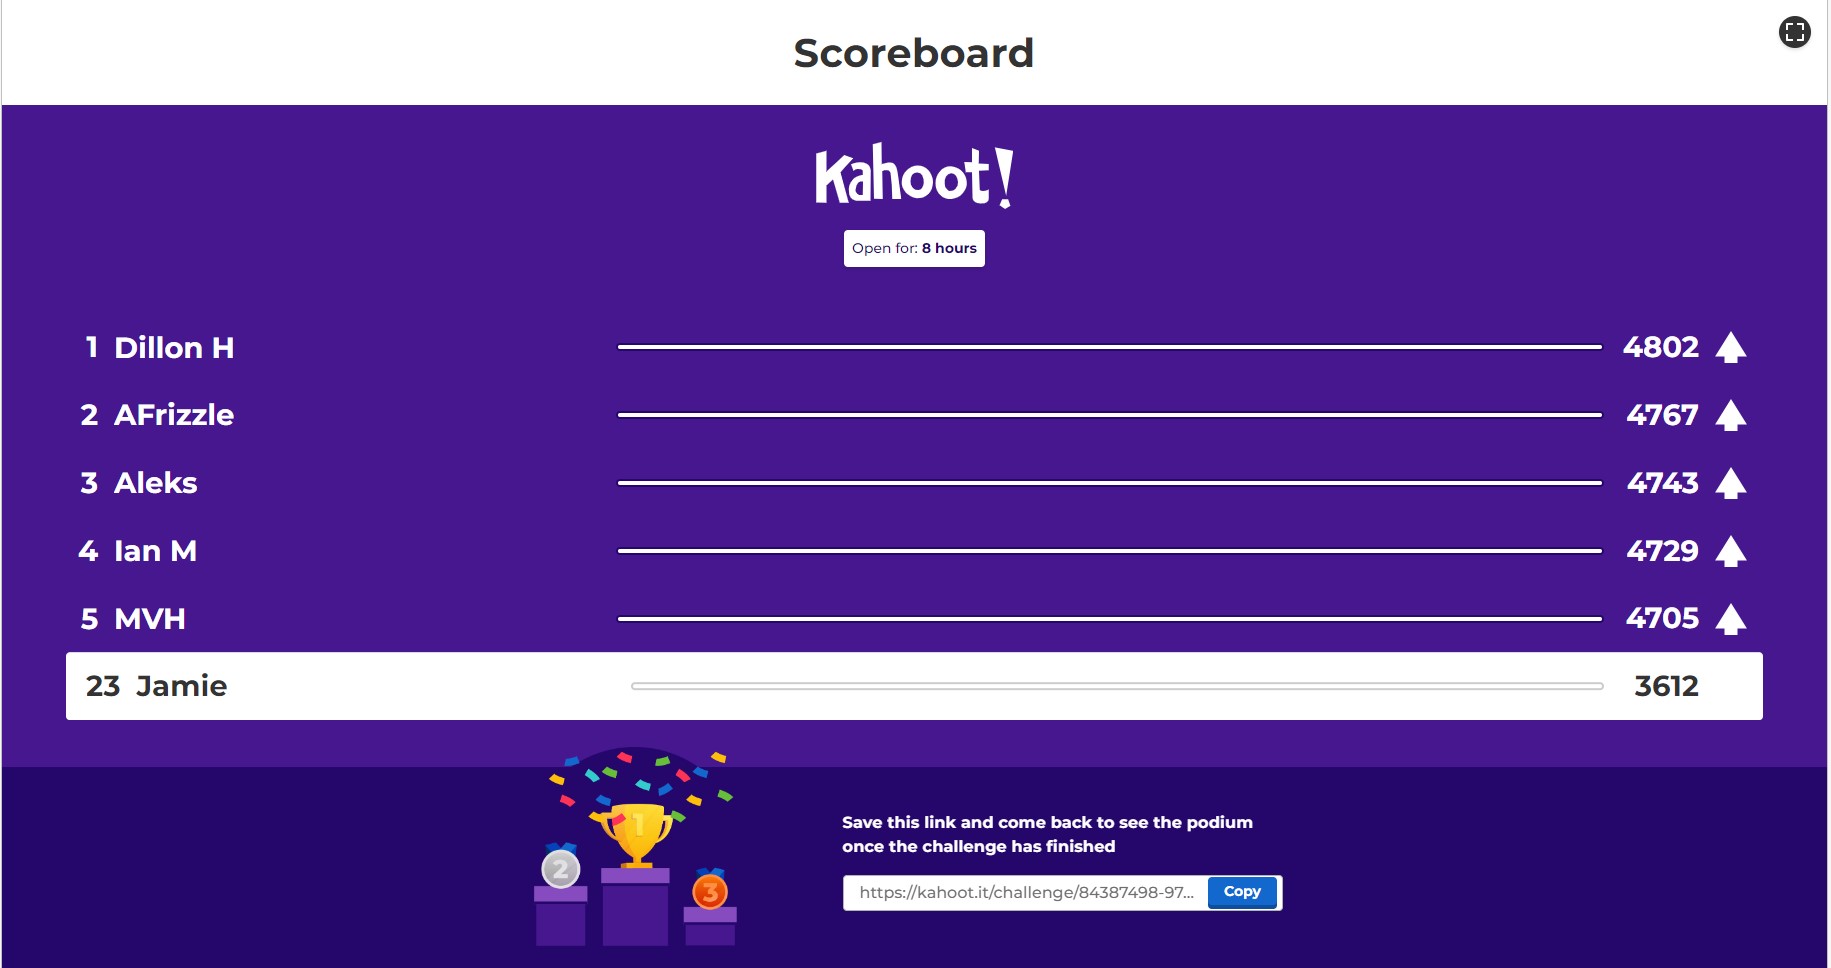 Scoreboard
Kahoot!
Open for: 8 hours
1 Dillon H 4802
2 AFrizzle 4767
3 Aleks 4743
4 Ian M 4729
5 MVH 4705
23 Jamie 3612
1
2
3
Save this link and come back to see the podium
once the challenge has finished
https://kahoot.it/challenge/84387498-97... Copy